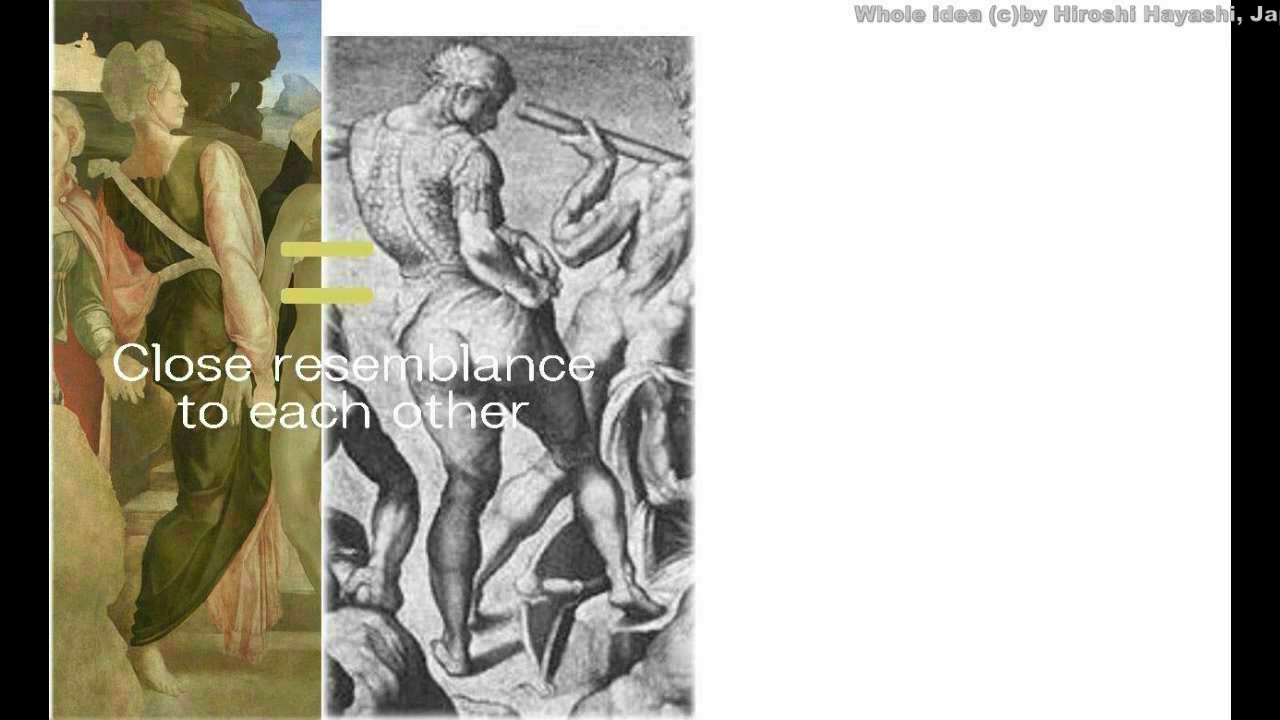 Whole idea (c)by Hiroshi Hayashi, Ja
Close resemblance
to each other